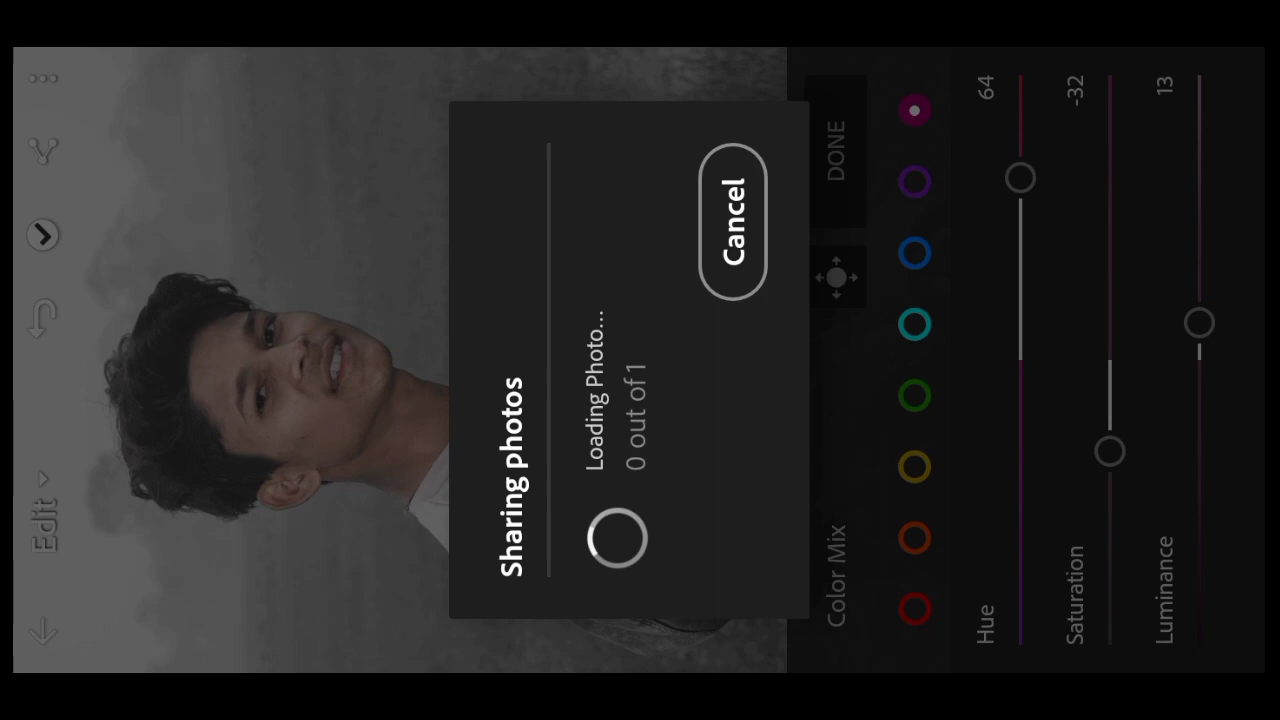 Edit
Sharing photos
Loading Photo...
0 out of 1
Cancel
Color Mix
DONE
Hue 64
Saturation -32
Luminance 13